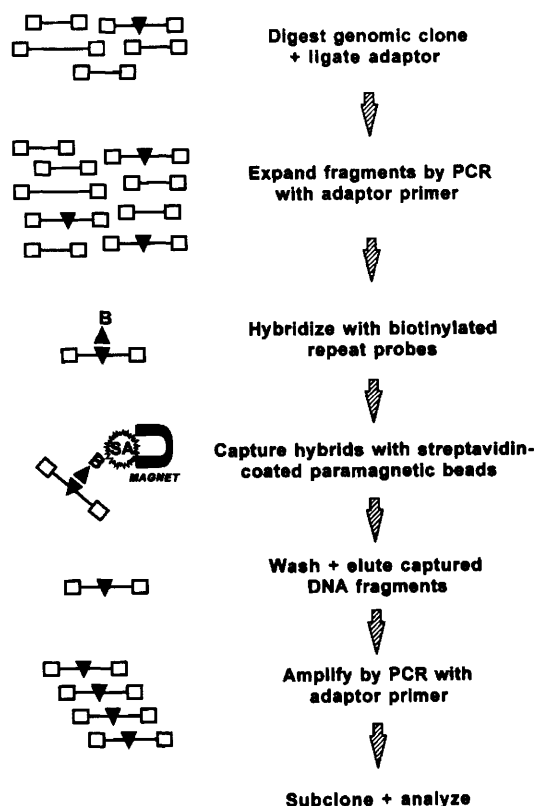 Digest genomic clone
+ ligate adaptor
Expand fragments by PCR
with adaptor primer
B
Hybridize with biotinylated
repeat probes
B
SA
MAGNET
Capture hybrids with streptavidin-
coated paramagnetic beads
Wash + elute captured
DNA fragments
Amplify by PCR with
adaptor primer
Subclone + analyze